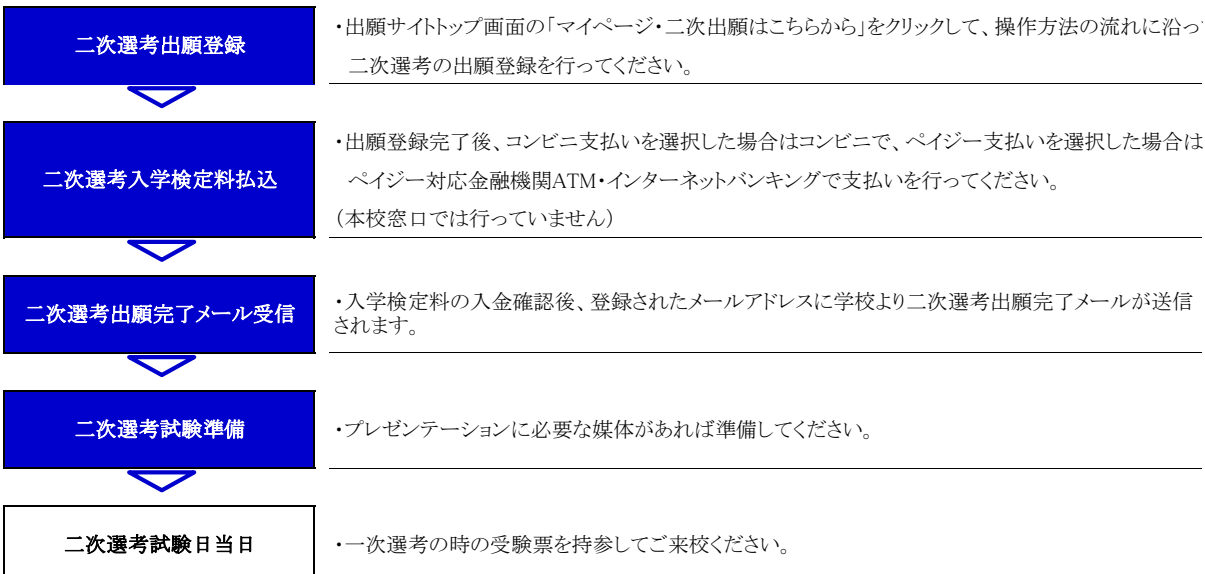 二次選考出願登録
・出願サイトトップ画面の「マイページ・二次出願はこちらから」をクリックして、操作方法の流れに沿っ
二次選考の出願登録を行ってください。
二次選考入学検定料払込
・出願登録完了後、コンビニ支払いを選択した場合はコンビニで、ペイジー支払いを選択した場合は
ペイジー対応金融機関ATM・インターネットバンキングで支払いを行ってください。
（本校窓口では行っていません）
二次選考出願完了メール受信
・入学検定料の入金確認後、登録されたメールアドレスに学校より二次選考出願完了メールが送信
されます。
二次選考試験準備
・プレゼンテーションに必要な媒体があれば準備してください。
二次選考試験日当日
・一次選考の時の受験票を持参してご来校ください。